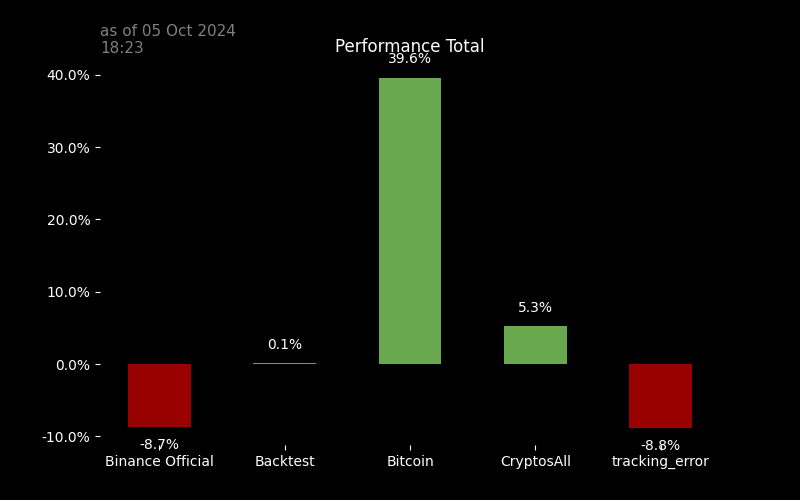 as of 05 Oct 2024
18:23
Performance Total
39.6%
40.0%
30.0%
20.0%
10.0%
0.0%
-10.0%
5.3%
0.1%
-8.7%
-8.8%
Binance Official
Backtest
Bitcoin
CryptosAll
tracking_error